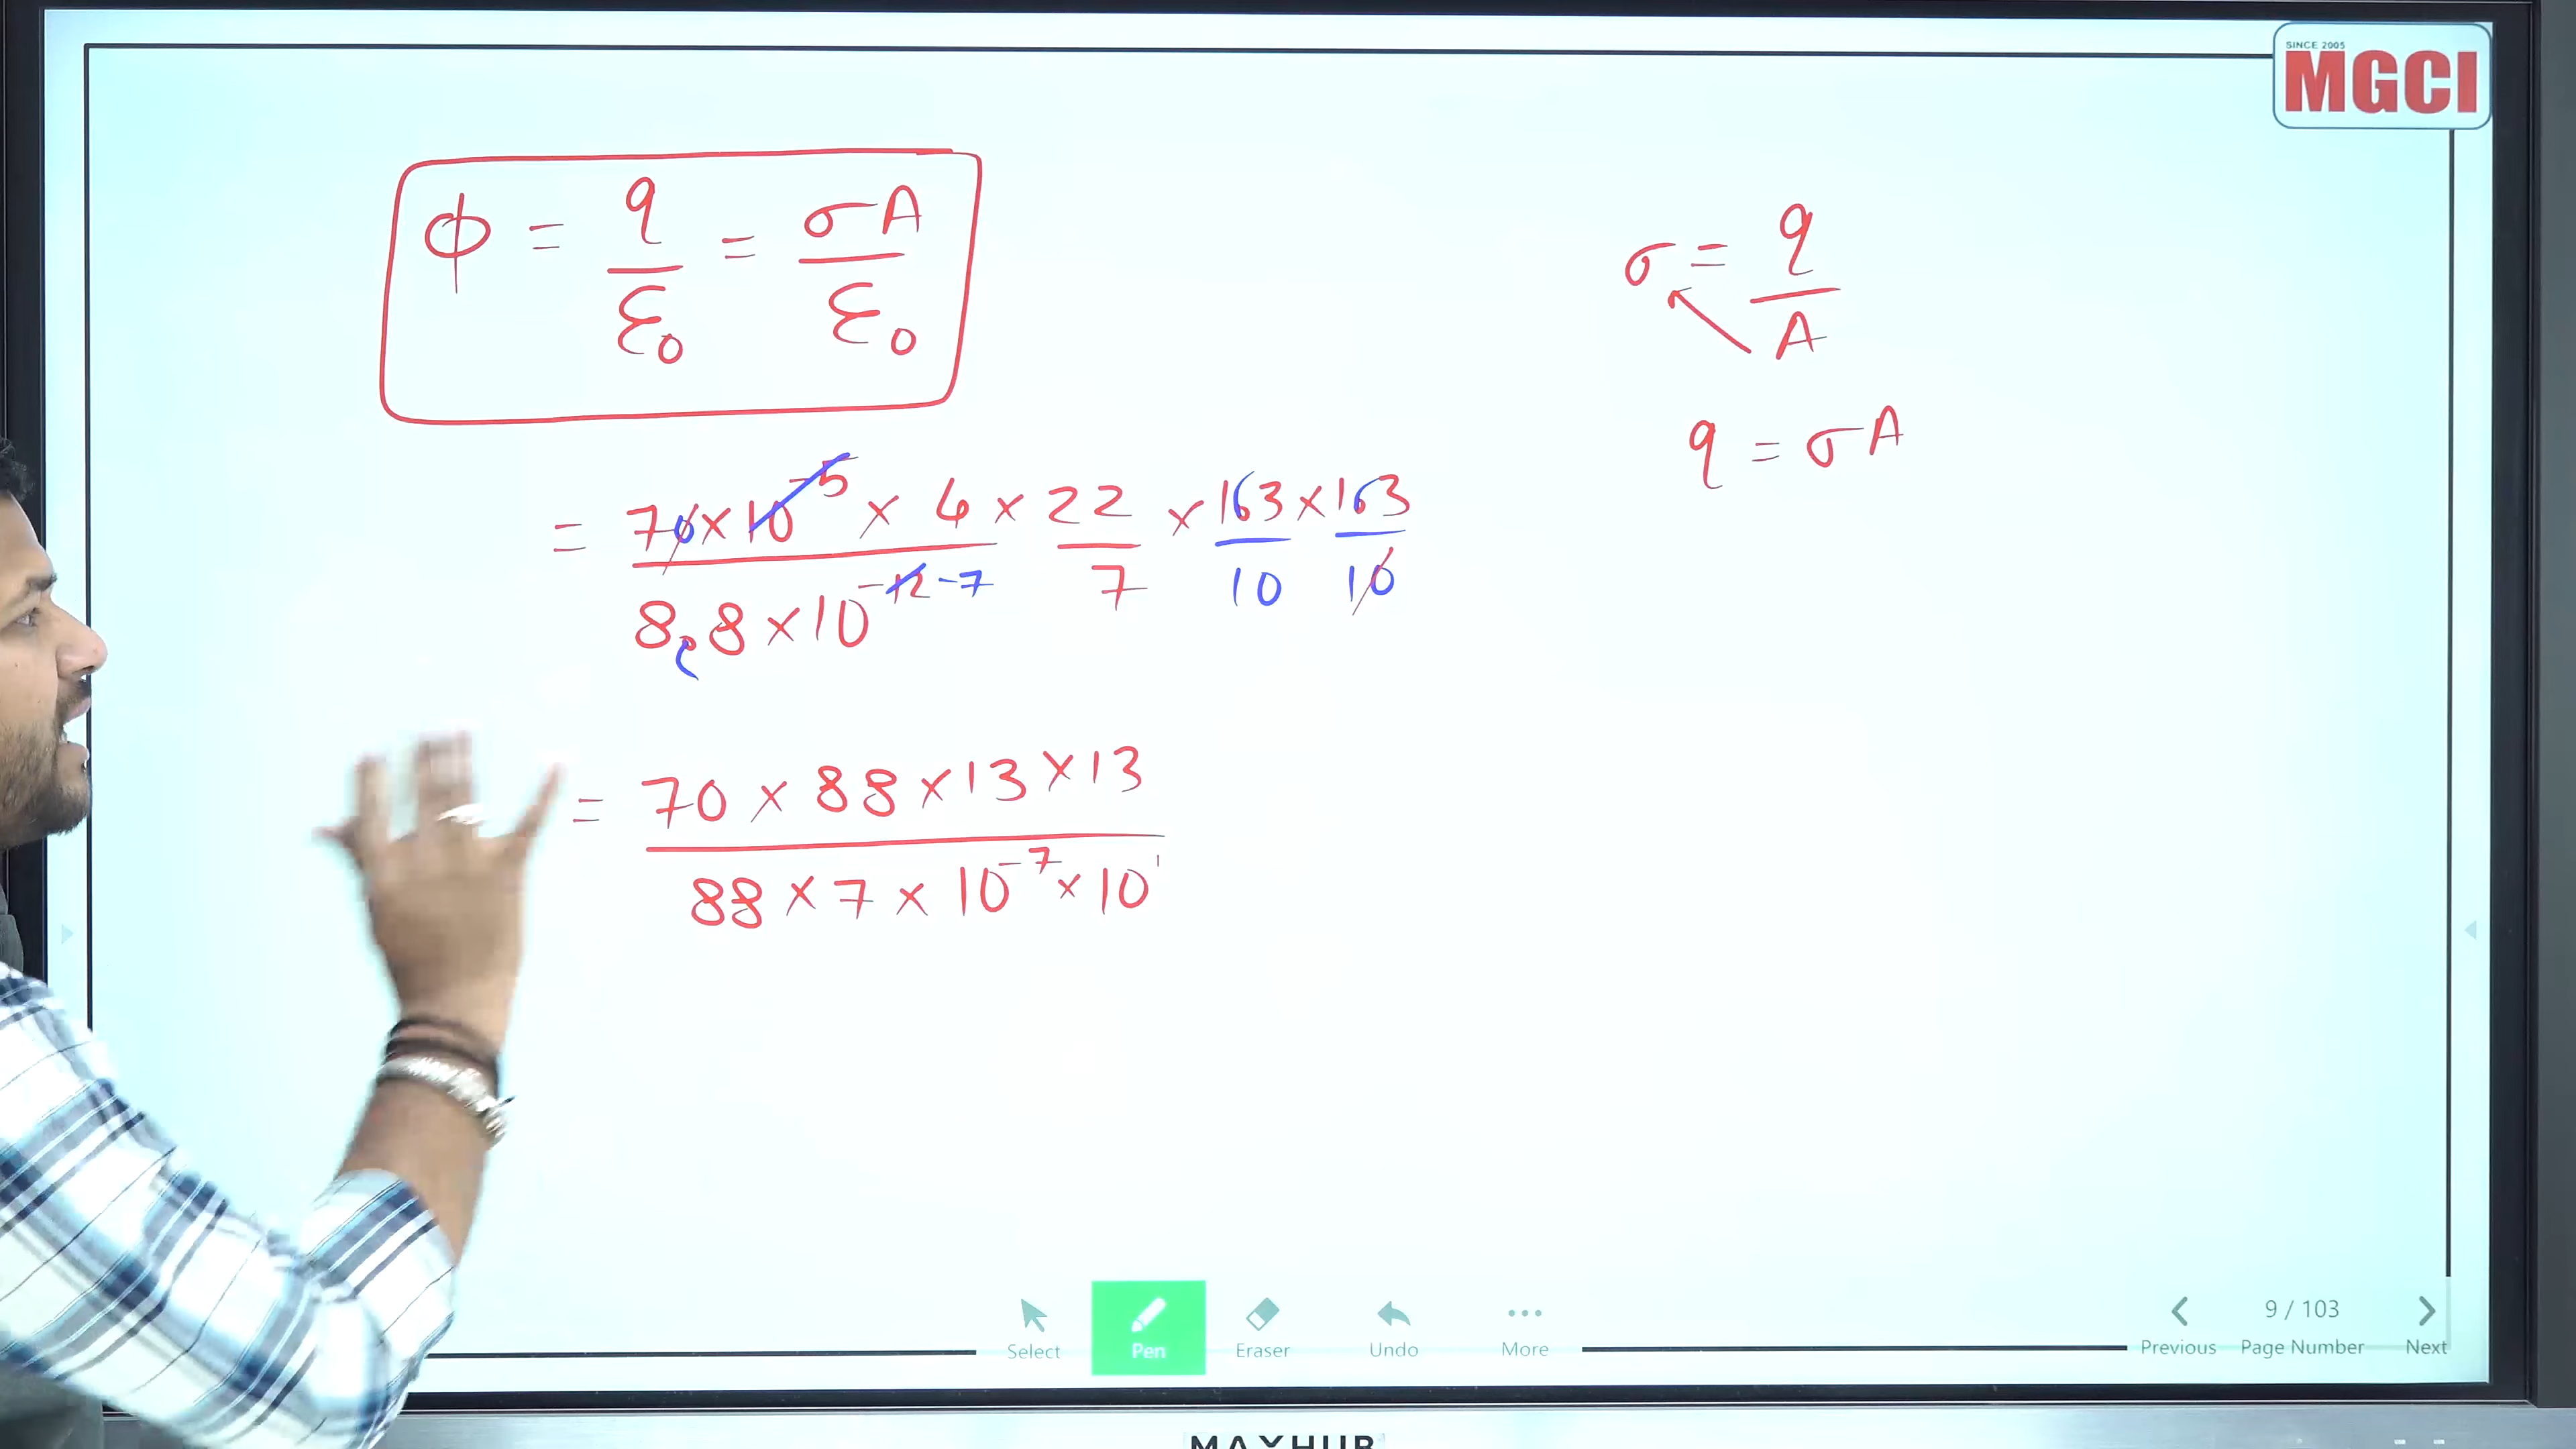 SINCE 2005
MGCI
ϕ = q/ε₀ = σA/ε₀
σ = q/A
q = σA
= 70×10⁻⁵ × 4 × 22 × 163 × 163
8.8 ×10⁻¹² -7 7 10 10
= 70 × 88 × 13 × 13
88 × 7 × 10⁻⁷ × 10¹
Select
Pen
Eraser
Undo
More
Previous
9 / 103
Page Number
Next
MAXHUB